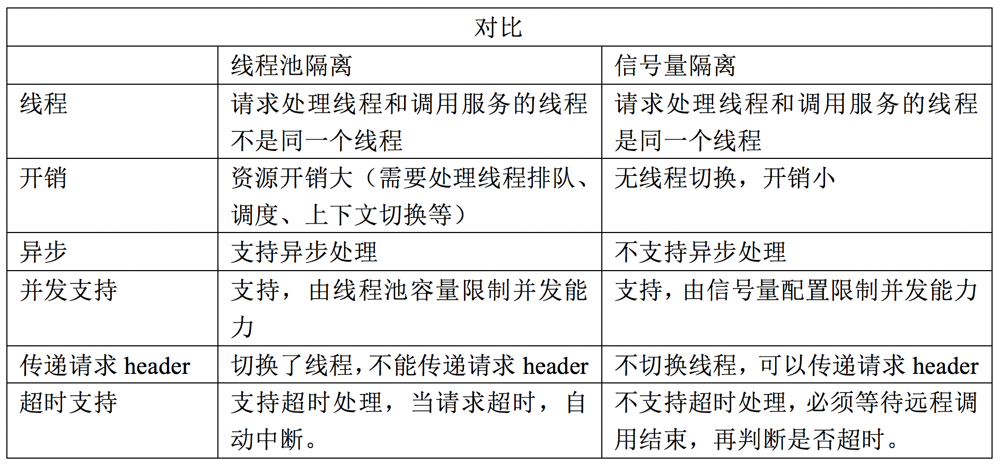 对比
线程池隔离
信号量隔离
线程
请求处理线程和调用服务的线程
不是同一个线程
请求处理线程和调用服务的线程
是同一个线程
开销
资源开销大（需要处理线程排队、
调度、上下文切换等）
无线程切换，开销小
异步
支持异步处理
不支持异步处理
并发支持
支持，由线程池容量限制并发能
力
支持，由信号量配置限制并发能力
传递请求 header
切换了线程，不能传递请求 header
不切换线程，可以传递请求 header
超时支持
支持超时处理，当请求超时，自
动中断。
不支持超时处理，必须等待远程调
用结束，再判断是否超时。